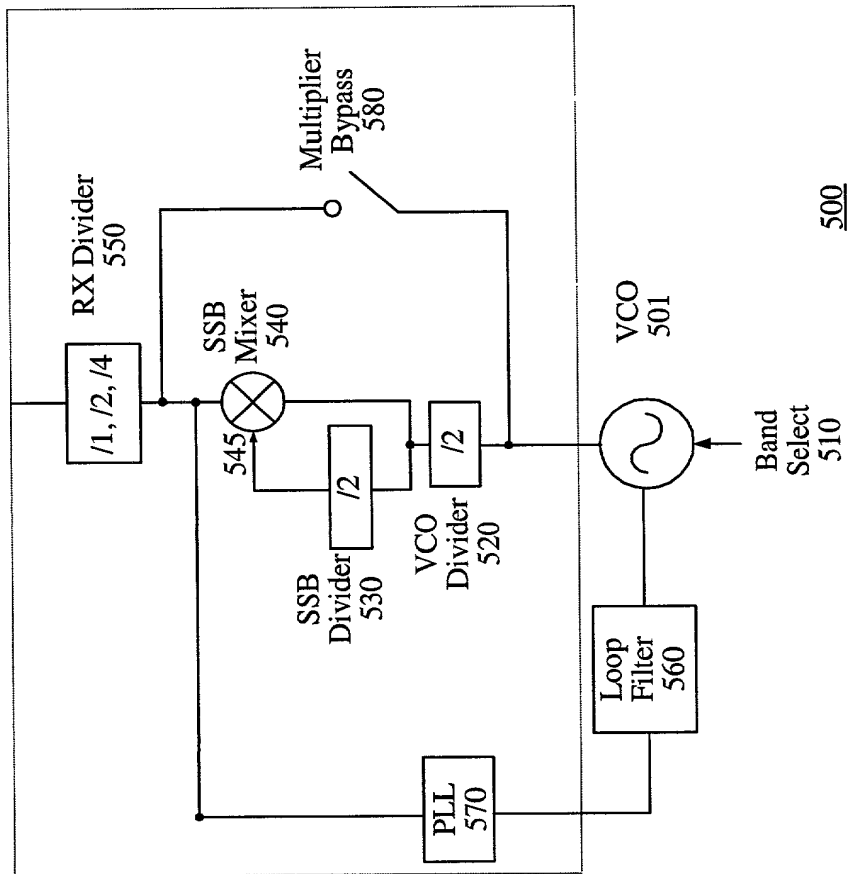 RX Divider
550
/1, /2, /4
Multiplier
Bypass
580
SSB
Mixer
540
545
/2
SSB
Divider
530
/2
VCO
Divider
520
PLL
570
Loop
Filter
560
VCO
501
Band
Select
510
500